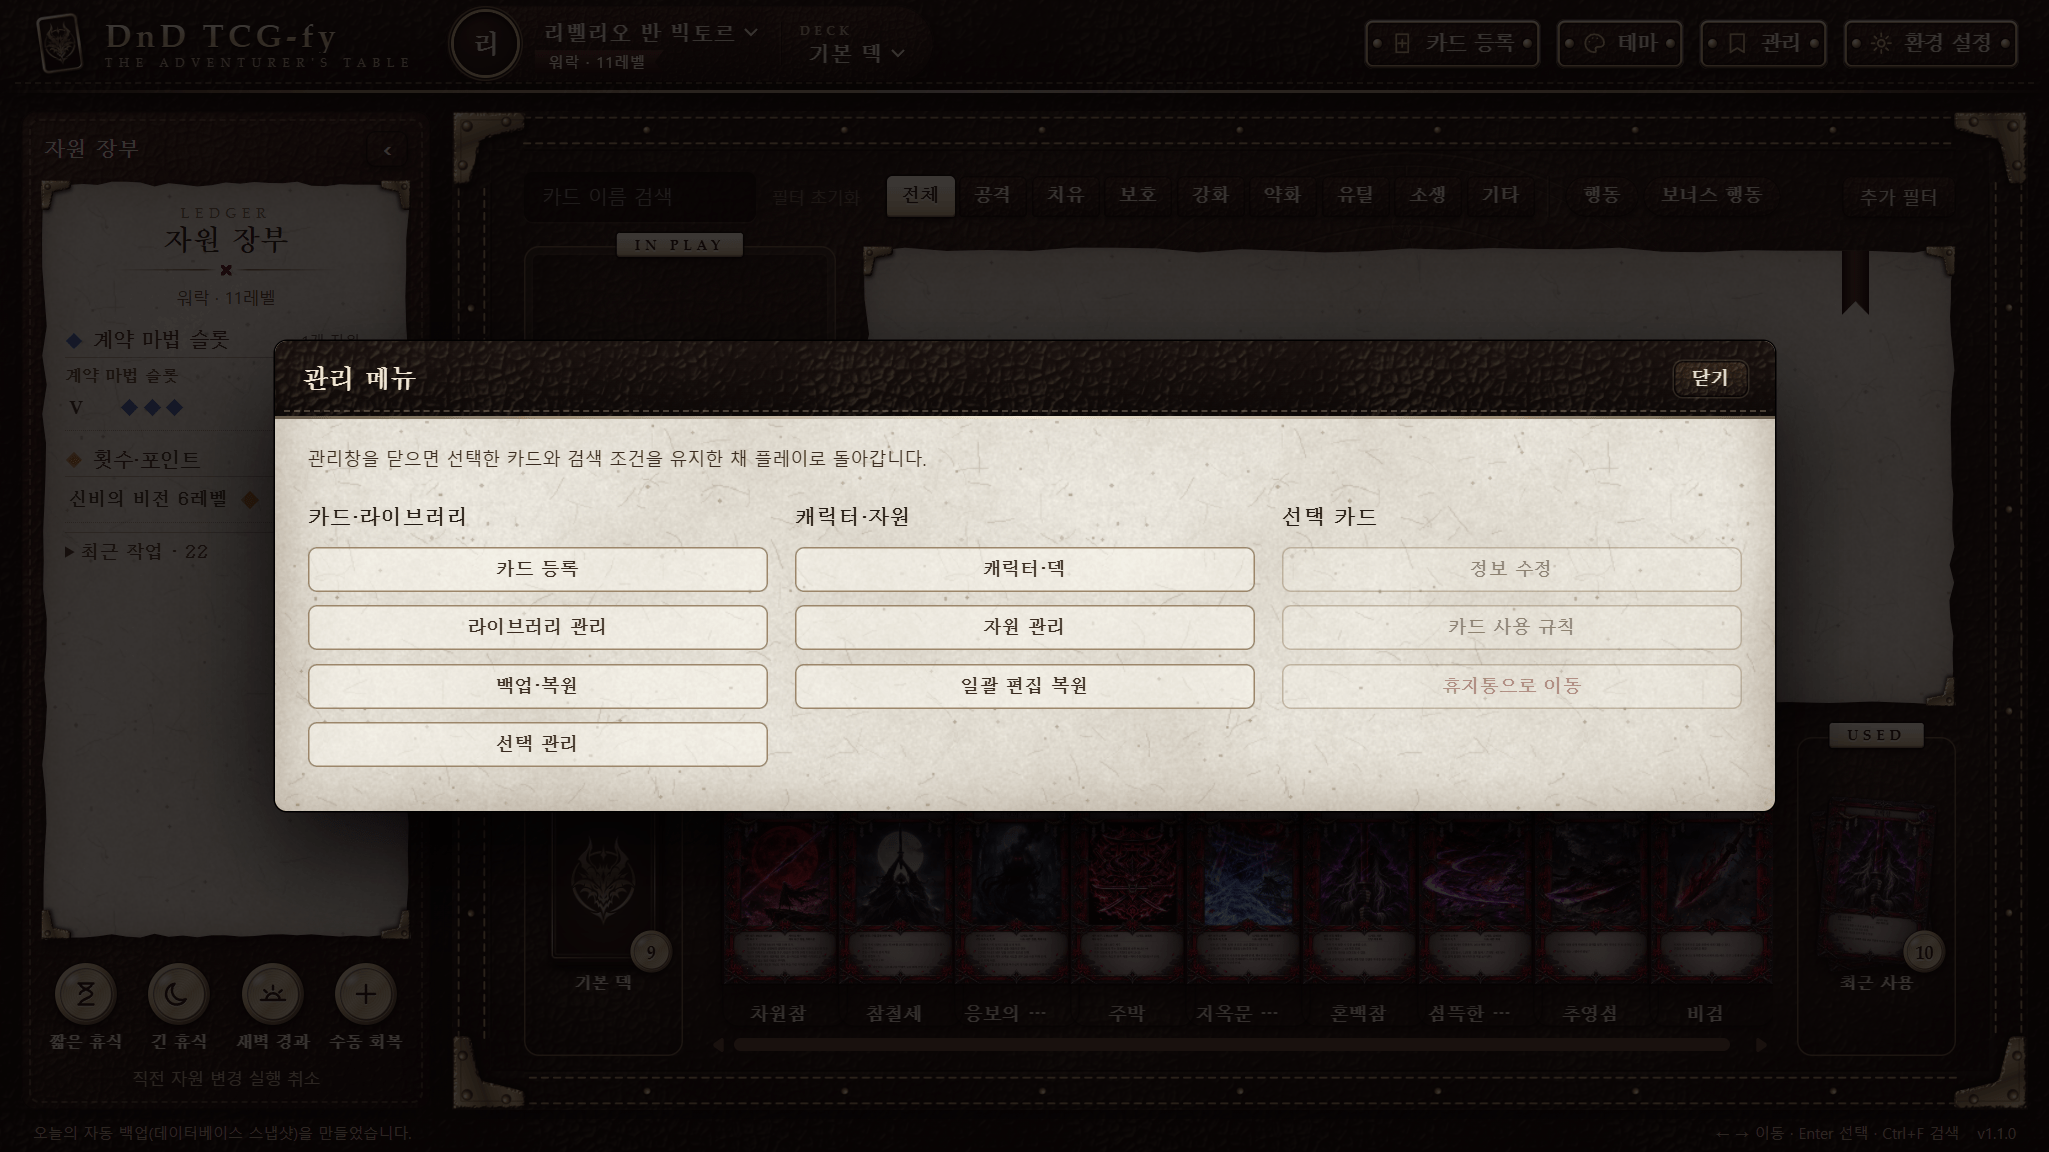 DnD TCG-fy
THE ADVENTURER'S TABLE
리
리벨리오 반 빅토르
워락 · 11레벨
DECK
기본 덱
카드 등록
테마
관리
환경 설정
자원 장부
LEDGER
자원 장부
워락 · 11레벨
계약 마법 슬롯
계약 마법 슬롯
V
횟수·포인트
신비의 비전 6레벨
최근 작업 · 22
짧은 휴식
긴 휴식
새벽 경과
수동 회복
직전 자원 변경 실행 취소
카드 이름 검색
필터 초기화
전체
공격
치유
보호
강화
약화
유틸
소생
기타
행동
보너스 행동
추가 필터
IN PLAY
관리 메뉴
닫기
관리창을 닫으면 선택한 카드와 검색 조건을 유지한 채 플레이로 돌아갑니다.
카드·라이브러리
카드 등록
라이브러리 관리
백업·복원
선택 관리
캐릭터·자원
캐릭터·덱
자원 관리
일괄 편집 복원
선택 카드
정보 수정
카드 사용 규칙
휴지통으로 이동
9
기본 덱
차원참
참철세
응보의 ···
주박
지옥문 ···
혼백참
섬뜩한 ···
추영섬
비검
USED
10
최근 사용
오늘의 자동 백업(데이터베이스 스냅샷)을 만들었습니다.
← → 이동 · Enter 선택 · Ctrl+F 검색
v1.1.0